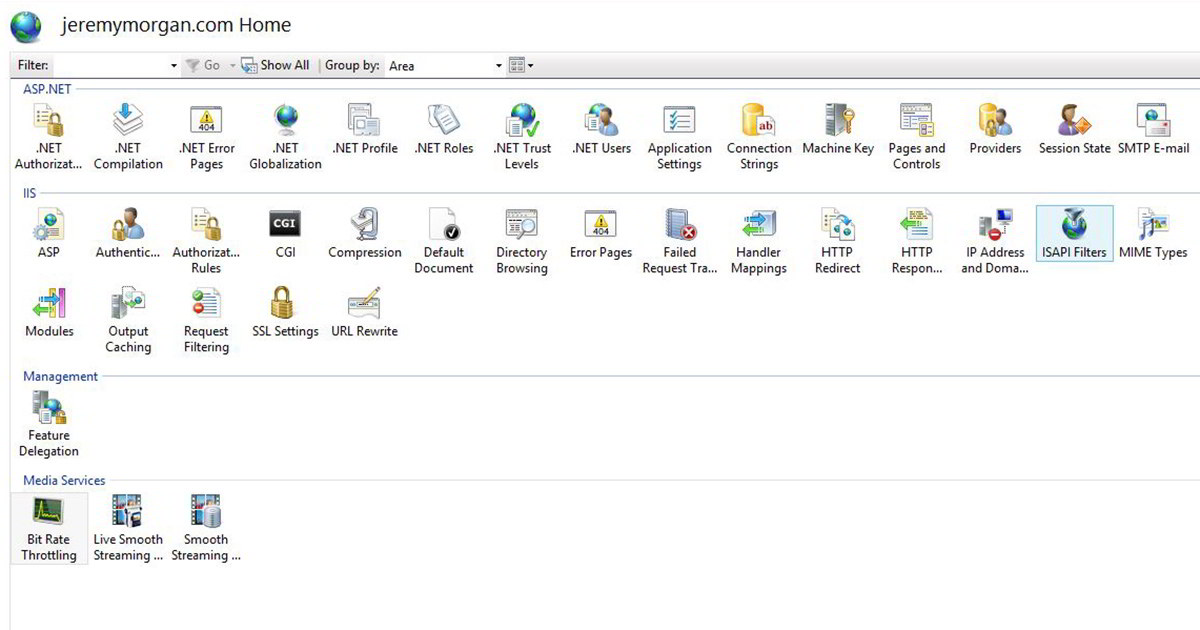 jeremymorgan.com Home
Filter: Go Show All Group by: Area
ASP.NET
.NET Authorizat... .NET Compilation .NET Error Pages .NET Globalization .NET Profile .NET Roles .NET Trust Levels .NET Users Application Settings Connection Strings Machine Key Pages and Controls Providers Session State SMTP E-mail
404
ab
IIS
ASP Authentic... Authorizat... Rules CGI Compression Default Document Directory Browsing Error Pages Failed Request Tra... Handler Mappings HTTP Redirect HTTP Respon... IP Address and Doma... ISAPI Filters MIME Types
CGI
404
Modules Output Caching Request Filtering SSL Settings URL Rewrite
Management
Feature Delegation
Media Services
Bit Rate Throttling Live Smooth Streaming ... Smooth Streaming ...